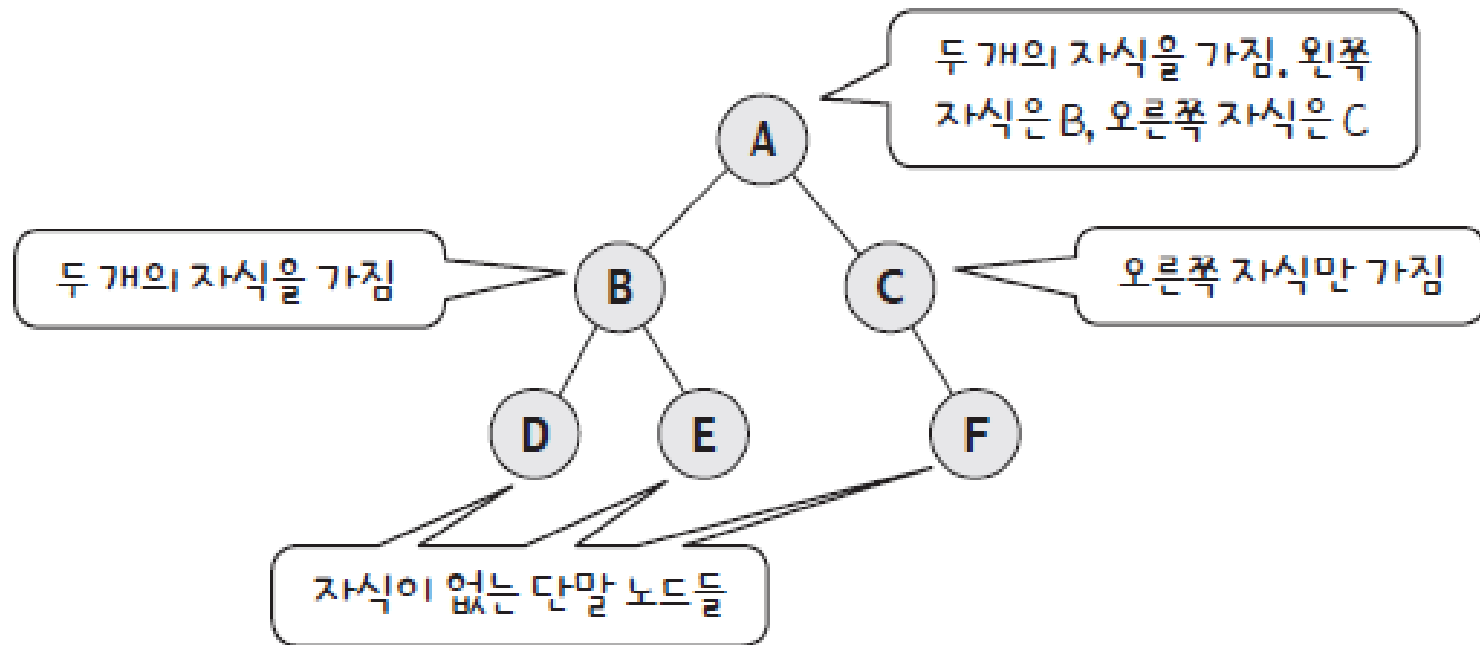 두 개의 자식을 가짐. 왼쪽
자식은 B, 오른쪽 자식은 C
A
두 개의 자식을 가짐
B
C
오른쪽 자식만 가짐
D
E
F
자식이 없는 단말 노드들